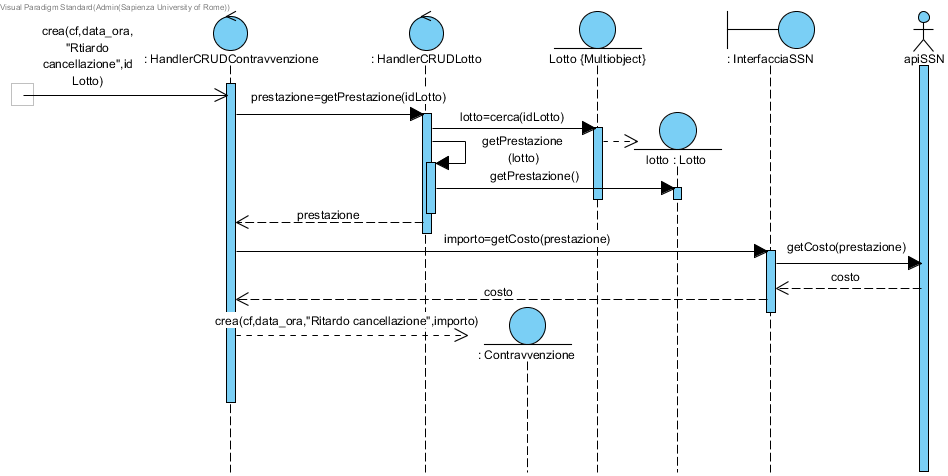 Visual Paradigm Standard(Admin(Sapienza University of Rome))
crea(cf,data_ora,
"Rtiardo
cancellazione",id
Lotto)
: HandlerCRUDContravvenzione
: HandlerCRUDLotto
Lotto {Multiobject}
: InterfacciaSSN
apiSSN
prestazione=getPrestazione(idLotto)
lotto=cerca(idLotto)
getPrestazione
(lotto)
lotto : Lotto
getPrestazione()
prestazione
importo=getCosto(prestazione)
getCosto(prestazione)
costo
costo
crea(cf,data_ora,"Ritardo cancellazione",importo)
: Contravvenzione